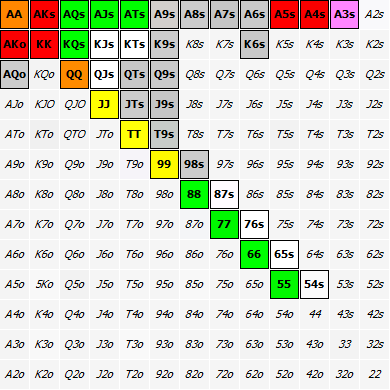 AA AKs AQs AJs ATs A9s A8s A7s A6s A5s A4s A3s A2s
AKo KK KQs KJs KTs K9s K8s K7s K6s K5s K4s K3s K2s
AQo KQo QQ QJs QTs Q9s Q8s Q7s Q6s Q5s Q4s Q3s Q2s
AJo KJO QJO JJ JTs J9s J8s J7s J6s J5s J4s J3s J2s
ATo KTo QTO JTo TT T9s T8s T7s T6s T5s T4s T3s T2s
A9o K9o Q9o J9o T9o 99 98s 97s 96s 95s 94s 93s 92s
A8o K8o Q8o J8o T8o 98o 88 87s 86s 85s 84s 83s 82s
A7o K7o Q7o J7o T7o 97o 87o 77 76s 75s 74s 73s 72s
A6o K6o Q6o J6o T6o 96o 86o 76o 66 65s 64s 63s 62s
A5o 5Ko Q5o J5o T5o 95o 85o 75o 65o 55 54s 53s 52s
A4o K4o Q4o J4o T4o 94o 84o 74o 64o 54o 44 43s 42s
A3o K3o Q3o J3o T3o 93o 83o 73o 63o 53o 43o 33 32s
A2o K2o Q2o J2o T2o 92o 82o 72o 62o 52o 42o 32o 22